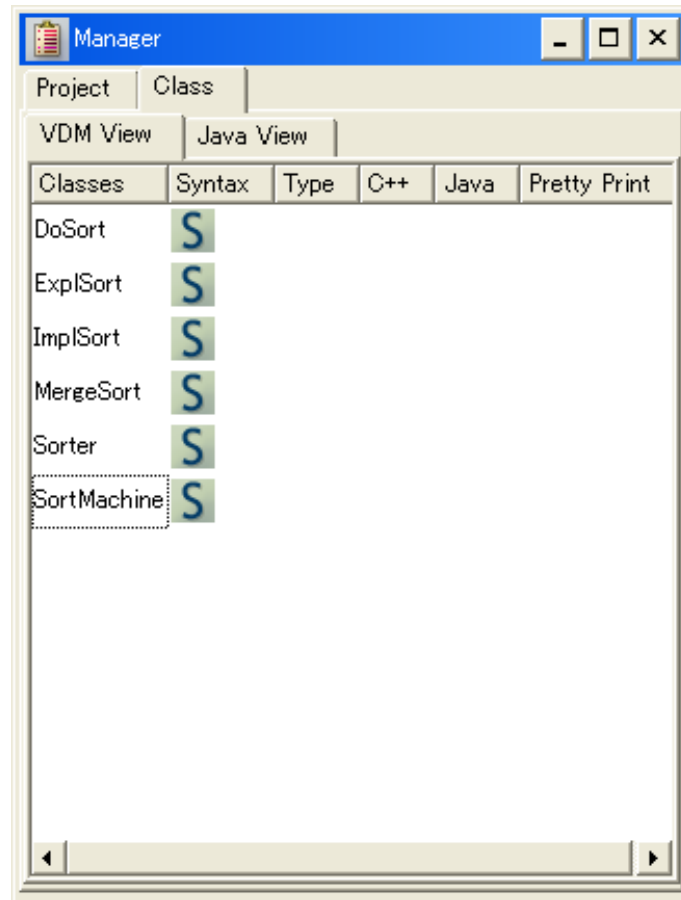 Manager
Project Class
VDM View Java View
Classes Syntax Type C++ Java Pretty Print
DoSort S
ExplSort S
ImplSort S
MergeSort S
Sorter S
SortMachine S